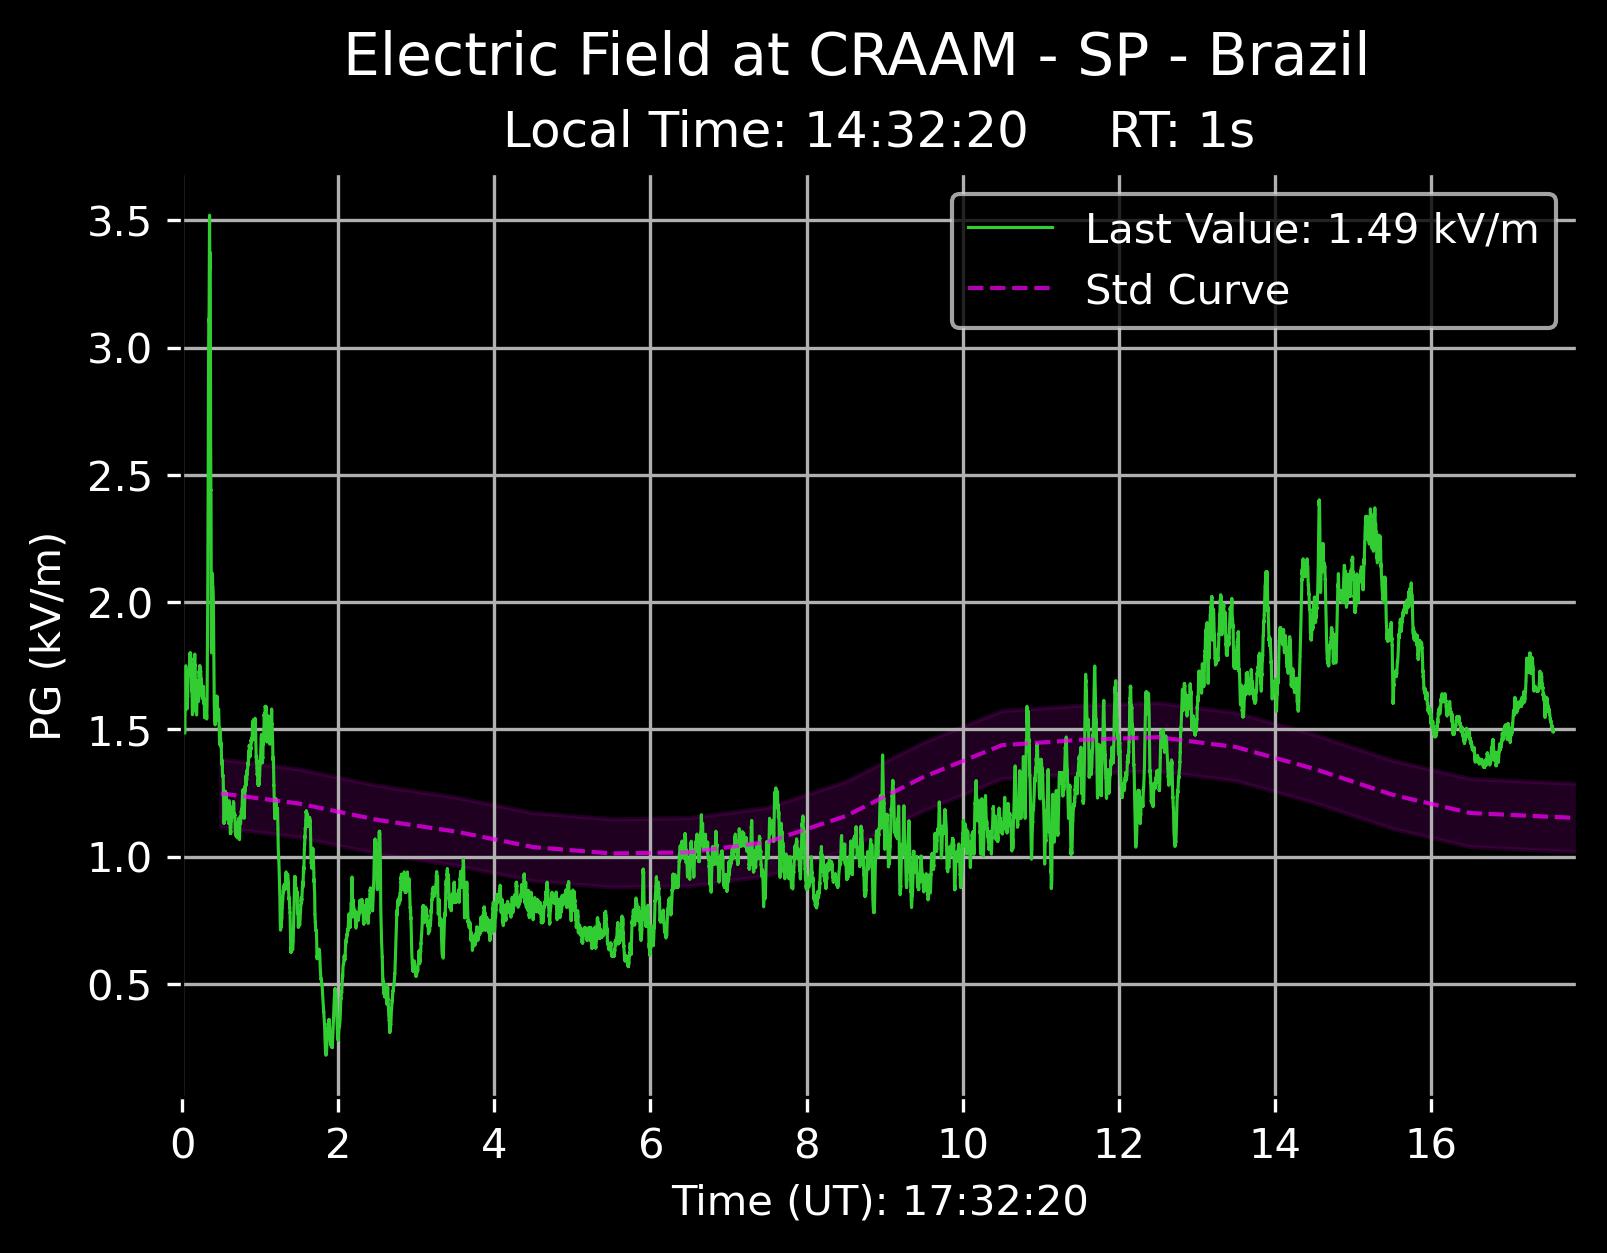 Electric Field at CRAAM - SP - Brazil
Local Time: 14:32:20 RT: 1s
Last Value: 1.49 kV/m
Std Curve
PG (kV/m)
3.5
3.0
2.5
2.0
1.5
1.0
0.5
0 2 4 6 8 10 12 14 16
Time (UT): 17:32:20